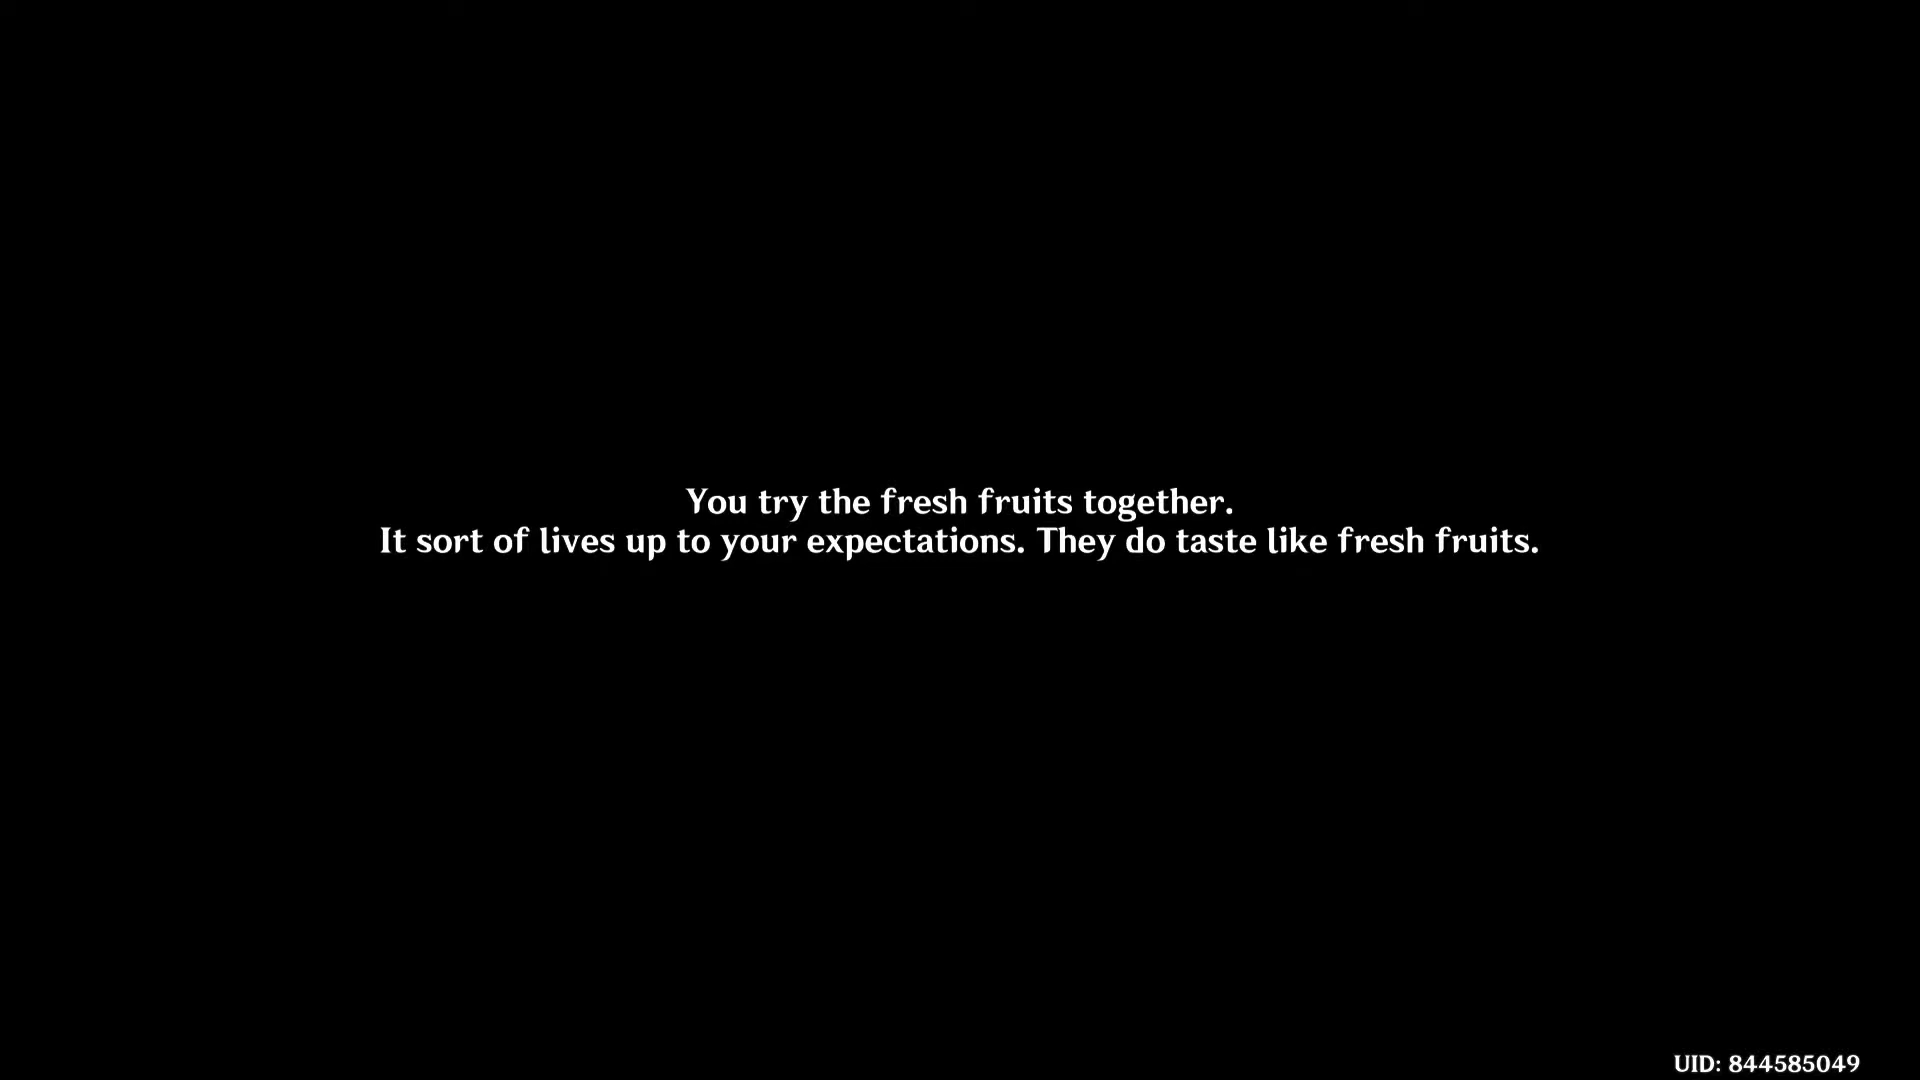 You try the fresh fruits together.
It sort of lives up to your expectations. They do taste like fresh fruits.
UID: 844585049